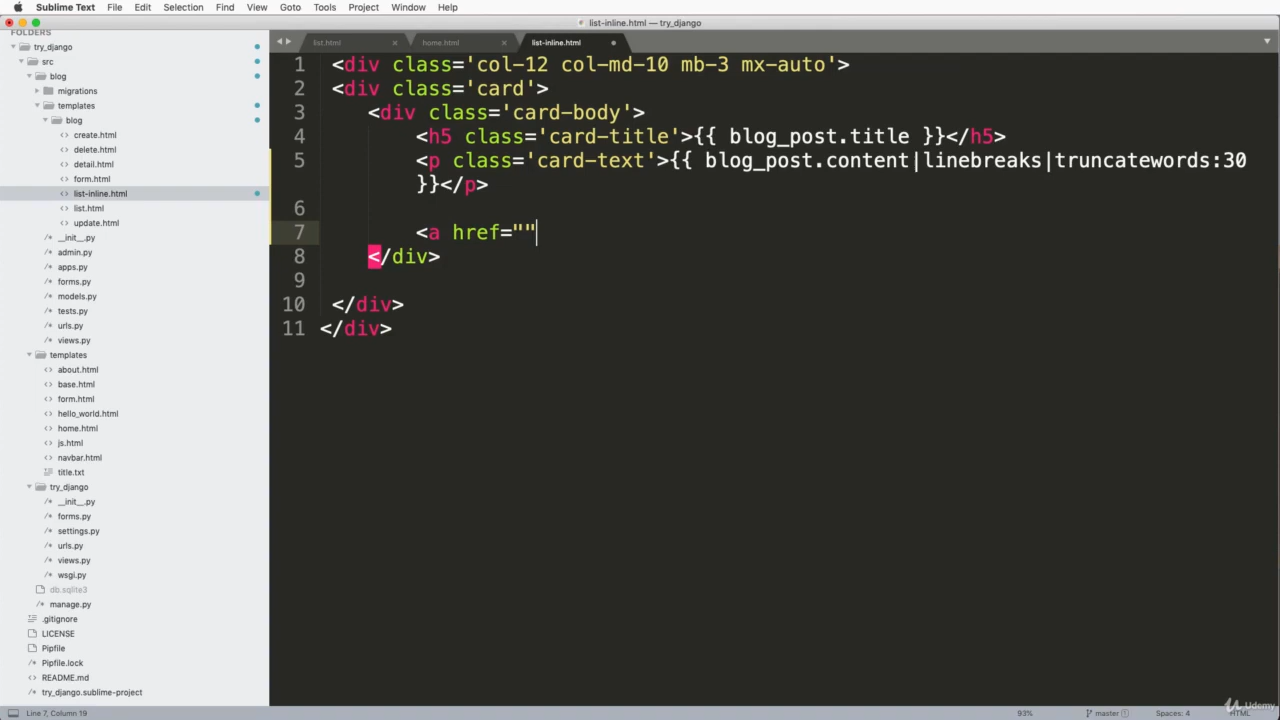 Sublime Text File Edit Selection Find View Goto Tools Project Window Help
list-inline.html — try_django
FOLDERS
try_django
src
blog
migrations
templates
blog
create.html
delete.html
detail.html
form.html
list-inline.html
list.html
update.html
__init__.py
admin.py
apps.py
forms.py
models.py
tests.py
urls.py
views.py
templates
about.html
base.html
form.html
hello_world.html
home.html
js.html
navbar.html
title.txt
try_django
__init__.py
forms.py
settings.py
urls.py
views.py
wsgi.py
db.sqlite3
manage.py
.gitignore
LICENSE
Pipfile
Pipfile.lock
README.md
try_django.sublime-project
list.html home.html list-inline.html
1 <div class='col-12 col-md-10 mb-3 mx-auto'>
2 <div class='card'>
3 <div class='card-body'>
4 <h5 class='card-title'>{{ blog_post.title }}</h5>
5 <p class='card-text'>{{ blog_post.content|linebreaks|truncatewords:30
}}</p>
6
7 <a href=""
8 </div>
9
10 </div>
11 </div>
Udemy
Line 7, Column 19 93% master 1 Spaces: 4 HTML